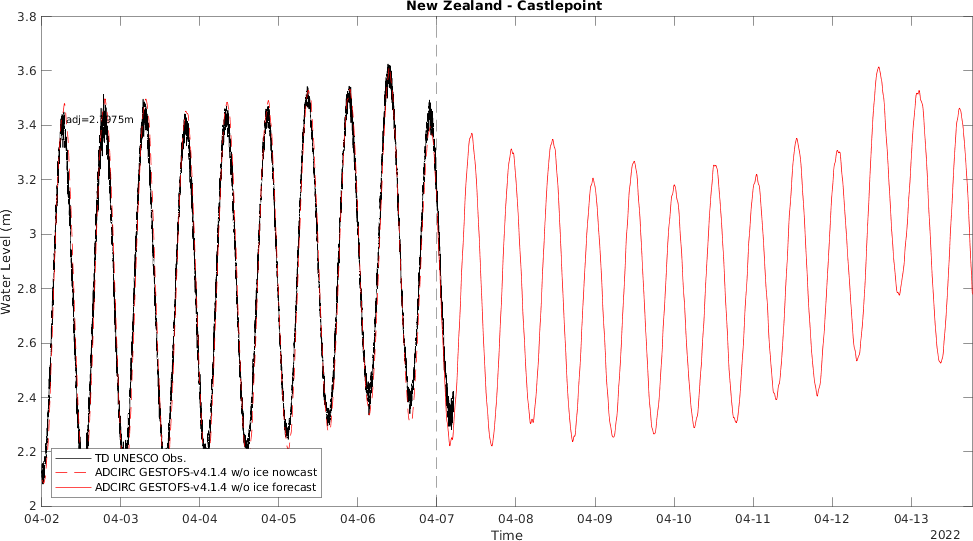 New Zealand - Castlepoint
3.8
3.6
3.4
3.2
3
2.8
2.6
2.4
2.2
2
Water Level (m)
TD UNESCO Obs.
ADCIRC GESTOFS-v4.1.4 w/o ice nowcast
ADCIRC GESTOFS-v4.1.4 w/o ice forecast
04-02 04-03 04-04 04-05 04-06 04-07 04-08 04-09 04-10 04-11 04-12 04-13
Time
2022